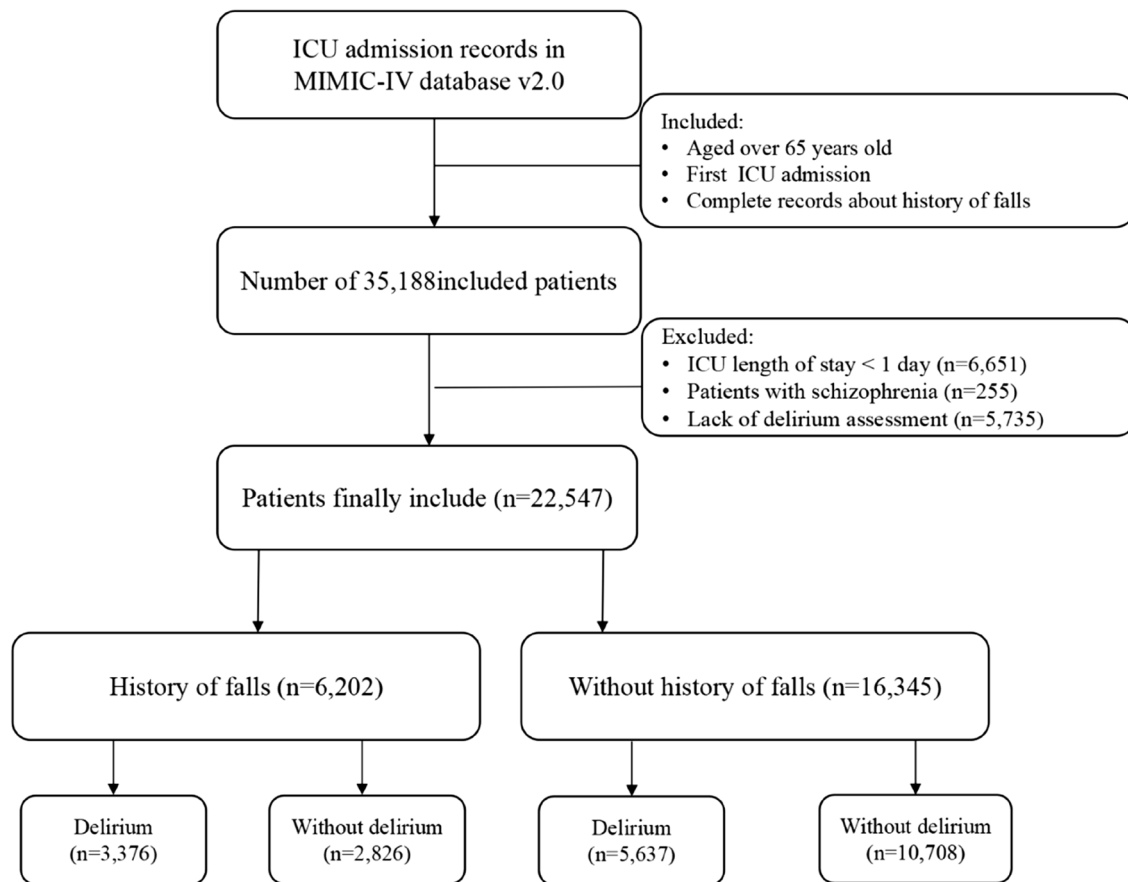 ICU admission records in
MIMIC-IV database v2.0
Included:
• Aged over 65 years old
• First ICU admission
• Complete records about history of falls
Number of 35,188included patients
Excluded:
• ICU length of stay < 1 day (n=6,651)
• Patients with schizophrenia (n=255)
• Lack of delirium assessment (n=5,735)
Patients finally include (n=22,547)
History of falls (n=6,202)
Without history of falls (n=16,345)
Delirium
(n=3,376)
Without delirium
(n=2,826)
Delirium
(n=5,637)
Without delirium
(n=10,708)